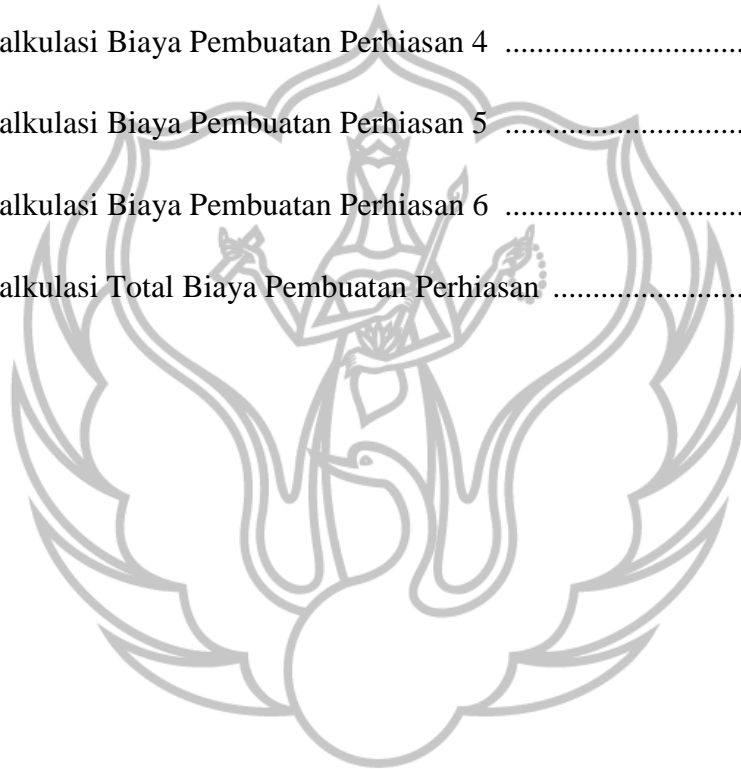 alkulasi Biaya Pembuatan Perhiasan 4 ..............................
alkulasi Biaya Pembuatan Perhiasan 5 ..............................
alkulasi Biaya Pembuatan Perhiasan 6 ..............................
alkulasi Total Biaya Pembuatan Perhiasan ........................